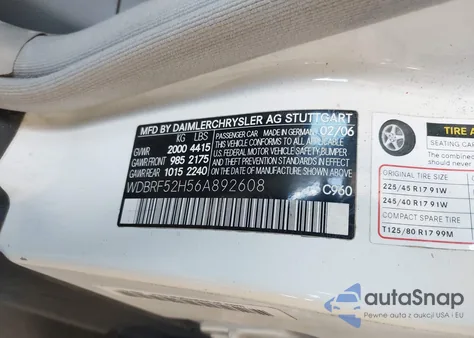 MFD BY DAIMLERCHRYSLER AG STUTTGART
KG LBS
GVWR 2000 4415
GAWR FRONT 985 2175
GAWR REAR 1015 2240
PASSENGER CAR MADE IN GERMANY 02/06
THIS VEHICLE CONFORMS TO ALL APPLICABLE
U.S. FEDERAL MOTOR VEHICLE SAFETY, BUMPER
AND THEFT PREVENTION STANDARDS IN
EFFECT ON THE DATE OF
MANUFACTURE SHOWN ABOVE.
WDBRF52H56A892608
C960
TIRE A
SEATING CA
The combined
should never
ORIGINAL TIRE SIZE
225/45 R17 91W
245/40 R17 91W
COMPACT SPARE TIRE
T125/80 R17 99M
autoSnap
Pewne auta z aukcji USA i EU